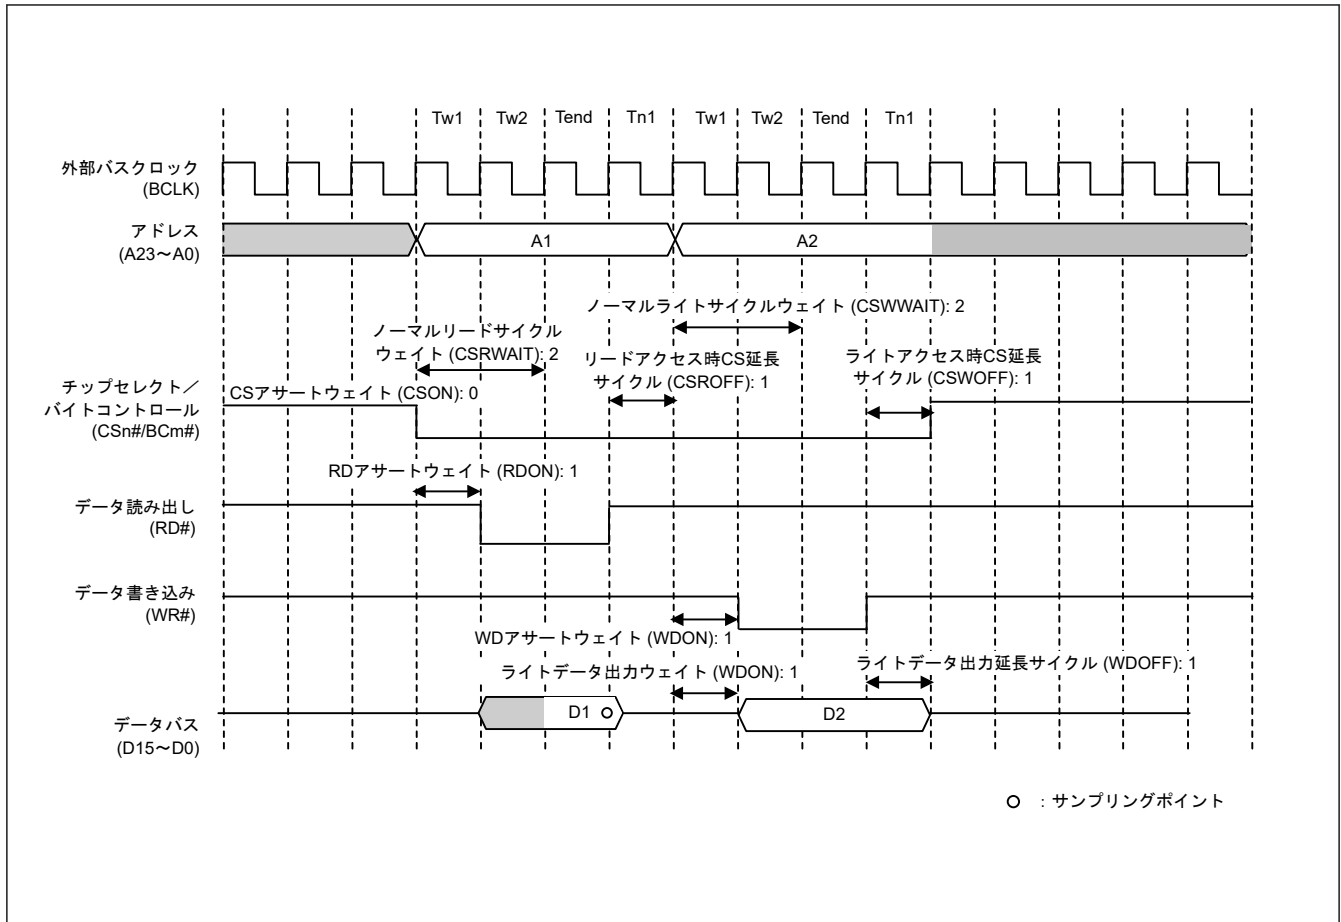 Tw1 Tw2 Tend Tn1 Tw1 Tw2 Tend Tn1
外部バスクロック
(BCLK)
アドレス
(A23～A0)
A1
A2
ノーマルライトサイクルウェイト (CSWWAIT): 2
ノーマルリードサイクル
ウェイト (CSRWAIT): 2
リードアクセス時CS延長
サイクル (CSROFF): 1
ライトアクセス時CS延長
サイクル (CSWOFF): 1
チップセレクト／
バイトコントロール
(CSn#/BCm#)
CSアサートウェイト (CSON): 0
RDアサートウェイト (RDON): 1
データ読み出し
(RD#)
データ書き込み
(WR#)
WDアサートウェイト (WDON): 1
ライトデータ出力ウェイト (WDON): 1
ライトデータ出力延長サイクル (WDOFF): 1
データバス
(D15～D0)
D1
D2
：サンプリングポイント